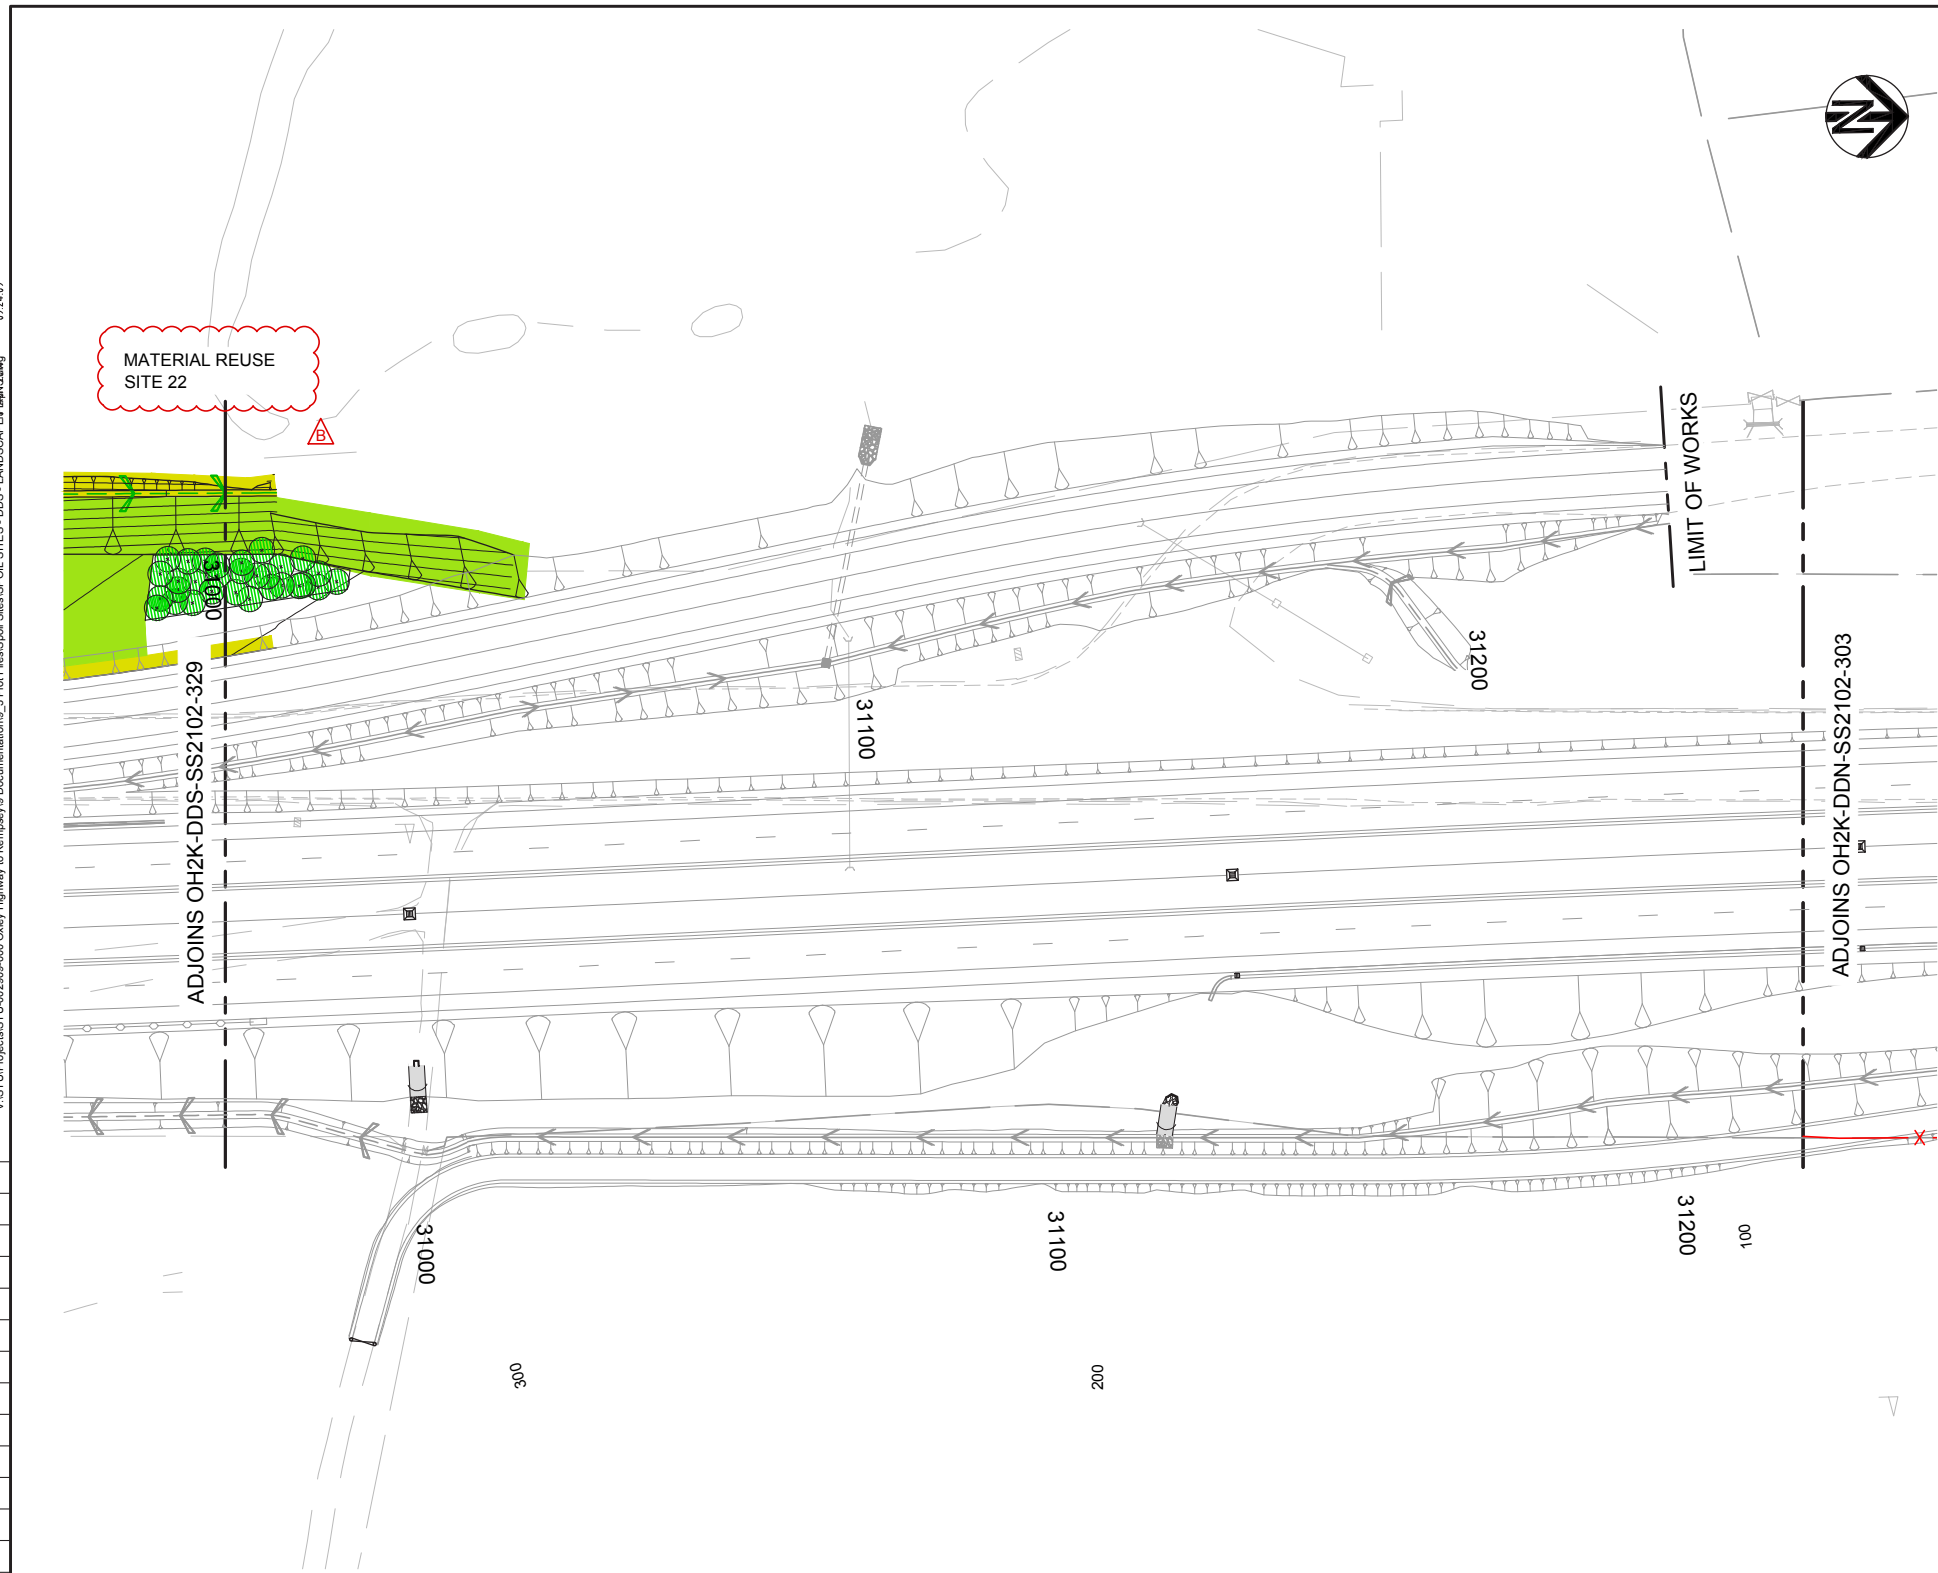 N
MATERIAL REUSE
SITE 22
B
LIMIT OF WORKS
31000
31200
ADJOINS OH2K-DDS-SS2102-329
31100
ADJOINS OH2K-DDN-SS2102-303
X
31000
31100
31200
100
300
200